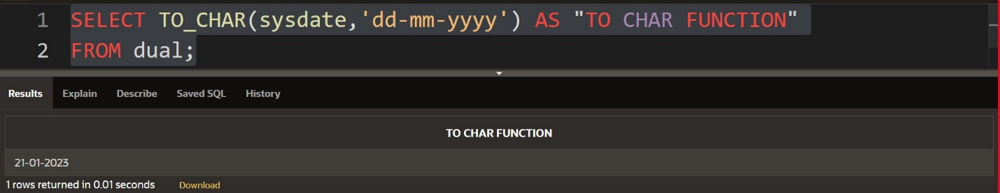 1 SELECT TO_CHAR(sysdate,'dd-mm-yyyy') AS "TO CHAR FUNCTION"
2 FROM dual;
Results Explain Describe Saved SQL History
TO CHAR FUNCTION
21-01-2023
1 rows returned in 0.01 seconds Download